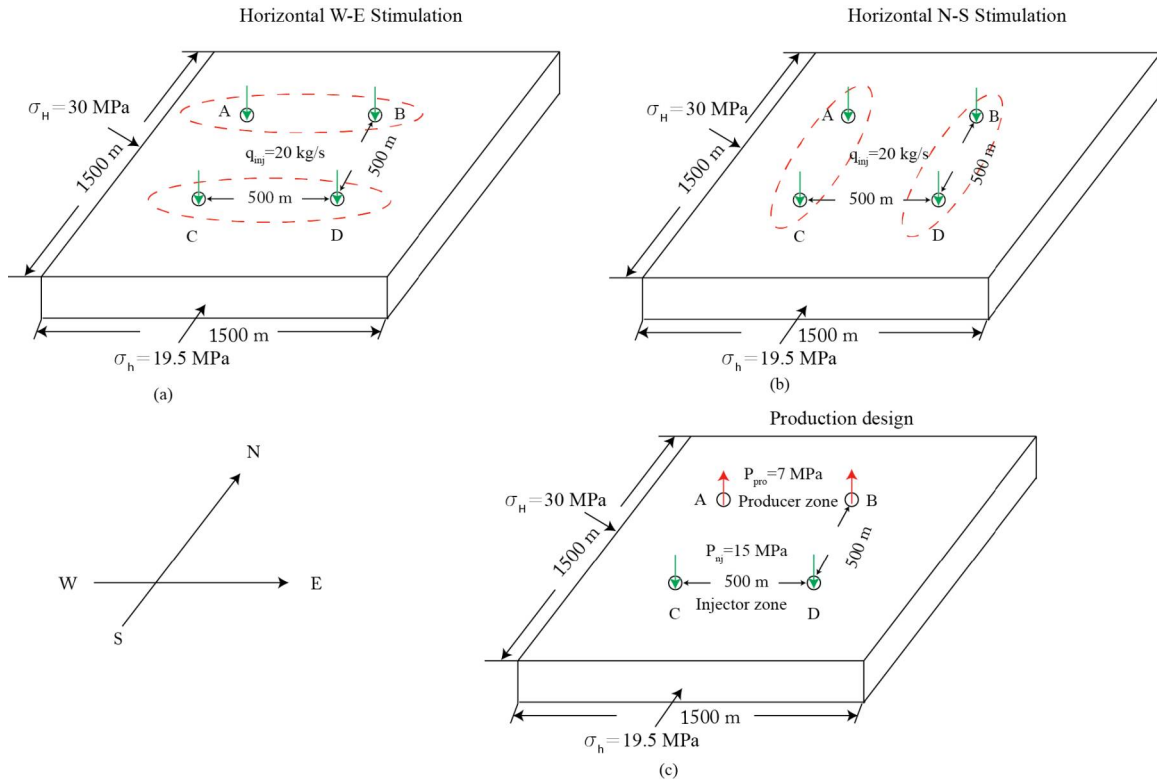 Horizontal W-E Stimulation
σH=30 MPa
1500 m
A
B
qinj=20 kg/s
500 m
500 m
C
D
1500 m
σh=19.5 MPa
(a)
Horizontal N-S Stimulation
σH=30 MPa
1500 m
A
B
qinj=20 kg/s
500 m
500 m
C
D
1500 m
σh=19.5 MPa
(b)
N
W
E
S
Production design
σH=30 MPa
1500 m
Ppro=7 MPa
A
Producer zone
B
Pnj=15 MPa
500 m
500 m
C
Injector zone
D
1500 m
σh=19.5 MPa
(c)